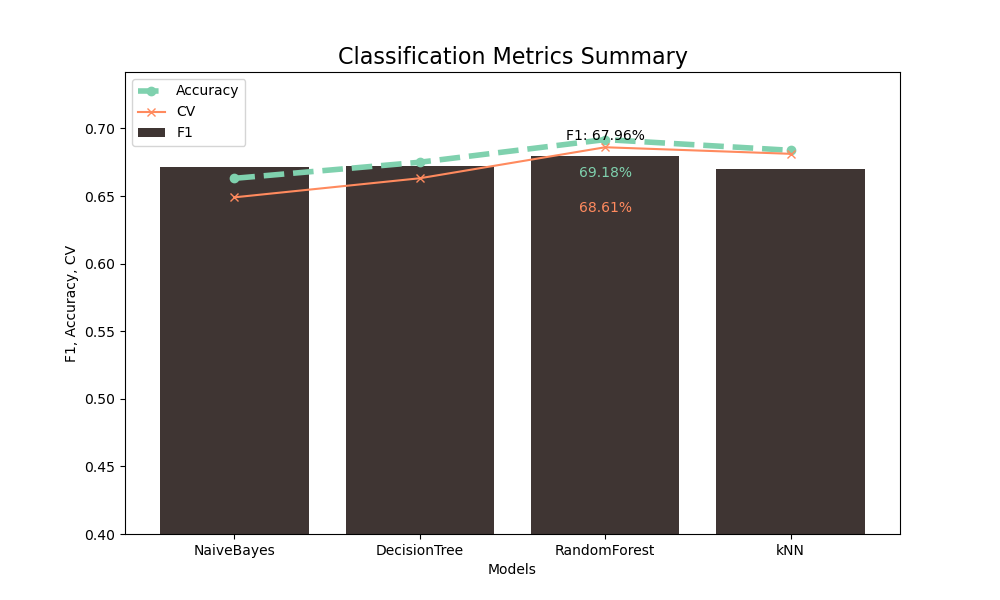 Classification Metrics Summary
Accuracy
CV
F1
F1: 67.96%
69.18%
68.61%
F1, Accuracy, CV
0.70
0.65
0.60
0.55
0.50
0.45
0.40
NaiveBayes DecisionTree RandomForest kNN
Models